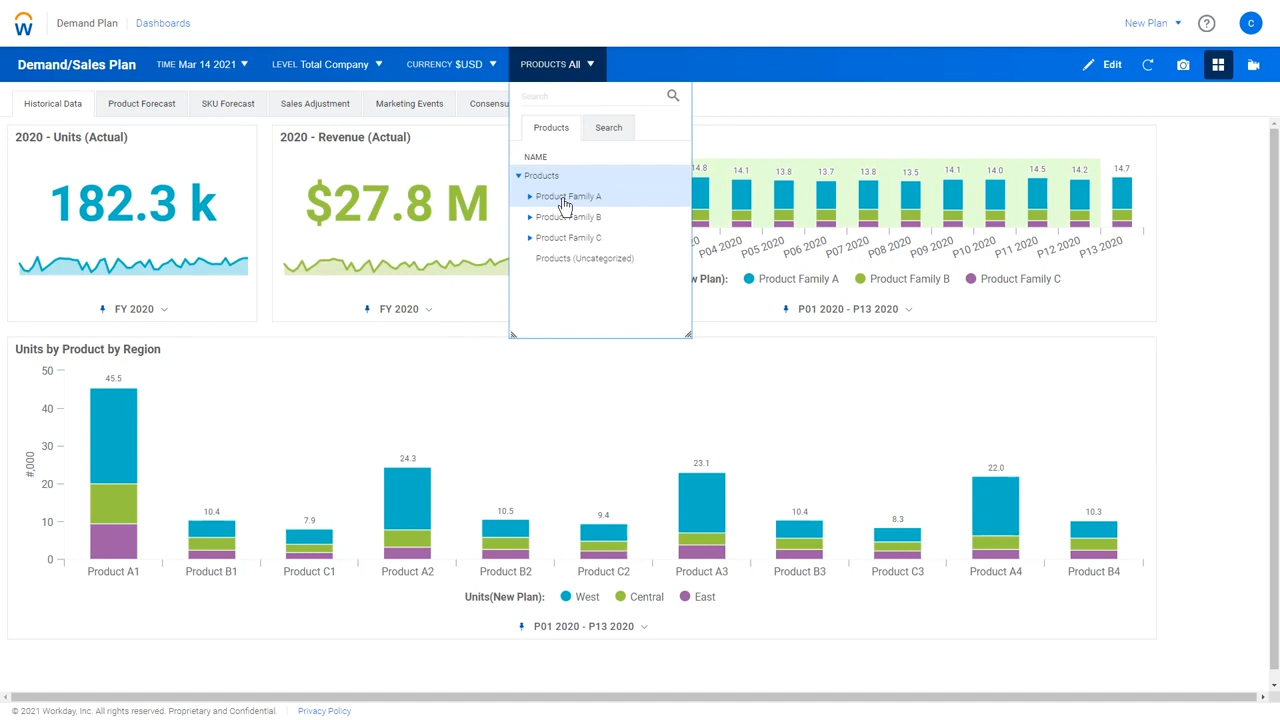 Demand Plan
Dashboards
New Plan
?
C
Demand/Sales Plan
TIME Mar 14 2021
LEVEL Total Company
CURRENCY $USD
PRODUCTS All
Edit
Historical Data
Product Forecast
SKU Forecast
Sales Adjustment
Marketing Events
Consensu
Search
Products
Search
NAME
Products
Product Family A
Product Family B
Product Family C
Products (Uncategorized)
2020 - Units (Actual)
182.3 k
FY 2020
2020 - Revenue (Actual)
$27.8 M
FY 2020
14.8 14.1 13.8 13.7 13.8 13.5 14.1 14.0 14.5 14.2 14.7
20 P04 2020 P05 2020 P06 2020 P07 2020 P08 2020 P09 2020 P10 2020 P11 2020 P12 2020 P13 2020
w Plan): Product Family A Product Family B Product Family C
P01 2020 - P13 2020
Units by Product by Region
#,000
50
40
30
20
10
0
45.5 10.4 7.9 24.3 10.5 9.4 23.1 10.4 8.3 22.0 10.3
Product A1 Product B1 Product C1 Product A2 Product B2 Product C2 Product A3 Product B3 Product C3 Product A4 Product B4
Units(New Plan): West Central East
P01 2020 - P13 2020
© 2021 Workday, Inc. All rights reserved. Proprietary and Confidential.
Privacy Policy